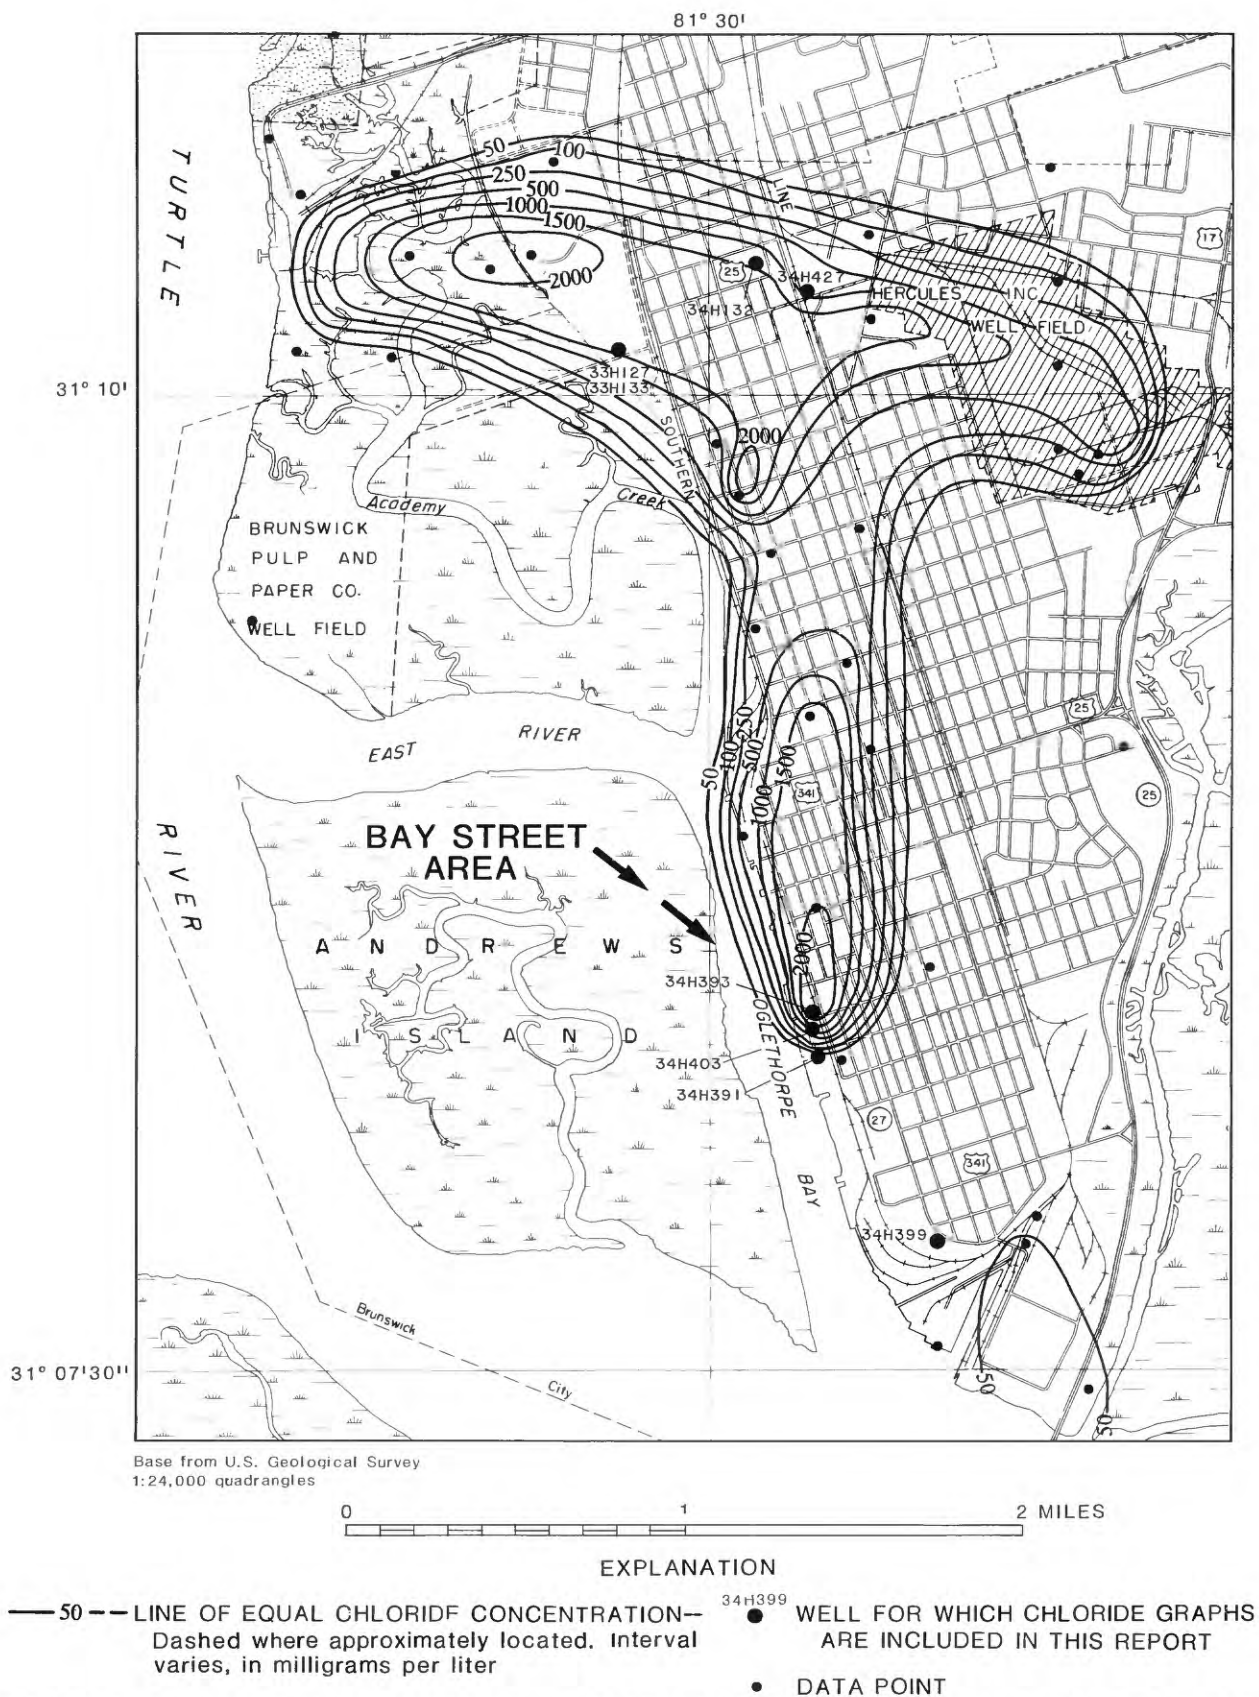 81° 30'
TURTLE
RIVER
50
100
250
500
1000
1500
2000
LINE
17
25
34H427
34H132
HERCULES INC.
WELL FIELD
33H127
33H133
31° 10'
SOUTHERN
2000
Academy Creek
BRUNSWICK
PULP AND
PAPER CO.
WELL FIELD
EAST RIVER
50
100
250
500
1000
1500
341
25
25
BAY STREET
AREA
ANDREWS
ISLAND
2000
34H393
34H403
34H391
OGLETHORPE
BAY
27
341
34H399
50
50
Brunswick
City
31° 07'30"
Base from U.S. Geological Survey
1:24,000 quadrangles
0 1 2 MILES
EXPLANATION
50 LINE OF EQUAL CHLORIDE CONCENTRATION--
Dashed where approximately located. Interval
varies, in milligrams per liter
34H399
WELL FOR WHICH CHLORIDE GRAPHS
ARE INCLUDED IN THIS REPORT
DATA POINT